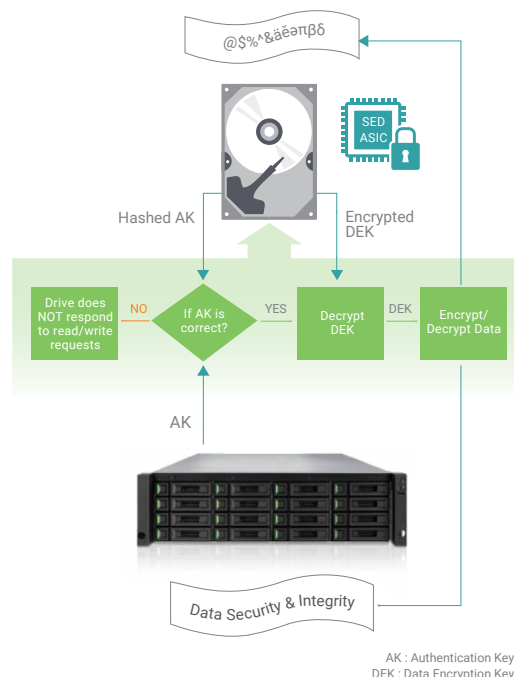 @$%^&äěəπβδ
SED
ASIC
Hashed AK
Encrypted
DEK
Drive does
NOT respond
to read/write
requests
NO
If AK is
correct?
YES
Decrypt
DEK
DEK
Encrypt/
Decrypt Data
AK
Data Security & Integrity
AK : Authentication Key
DEK : Data Encryption Key